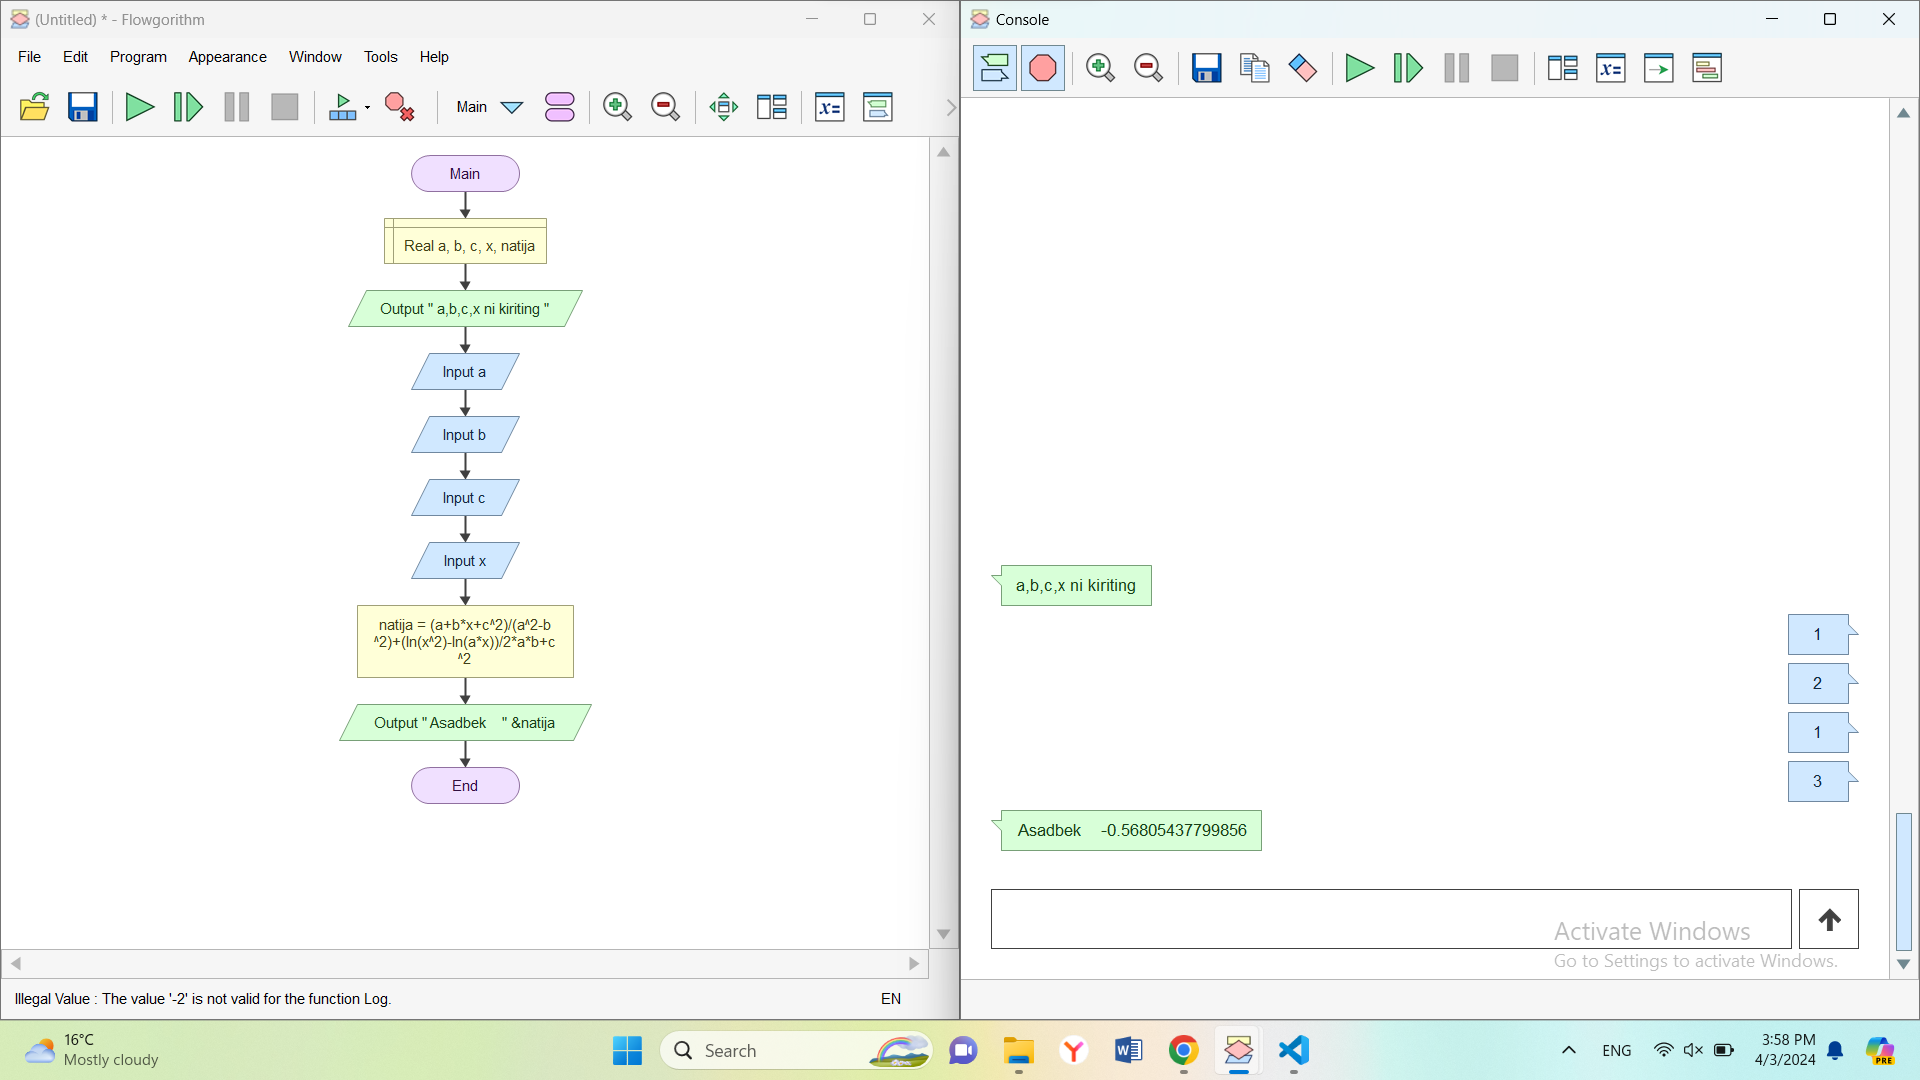 (Untitled) * - Flowgorithm
File Edit Program Appearance Window Tools Help
Main
x=
Main
Real a, b, c, x, natija
Output " a,b,c,x ni kiriting "
Input a
Input b
Input c
Input x
natija = (a+b*x+c^2)/(a^2-b
^2)+(ln(x^2)-ln(a*x))/2*a*b+c
^2
Output " Asadbek    " &natija
End
Illegal Value : The value '-2' is not valid for the function Log.
EN
Console
x=
a,b,c,x ni kiriting
1
2
1
3
Asadbek    -0.56805437799856
Activate Windows
Go to Settings to activate Windows.
16°C
Mostly cloudy
Search
ENG
3:58 PM
4/3/2024
PRE